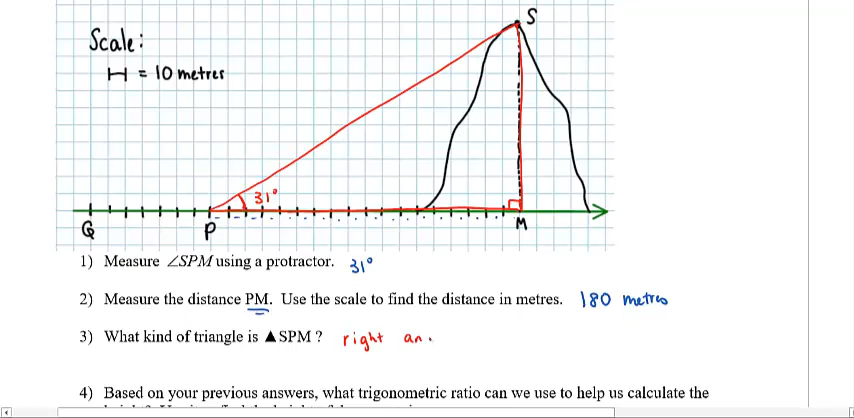 S
Scale:
H = 10 metres
31°
Q P M
1) Measure ∠SPM using a protractor. 31°
2) Measure the distance PM. Use the scale to find the distance in metres. 180 metres
3) What kind of triangle is ▲SPM ? right an.
4) Based on your previous answers, what trigonometric ratio can we use to help us calculate the